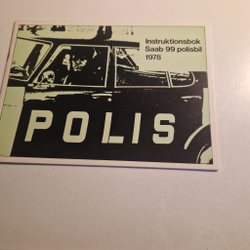 Instruktionsbok
Saab 99 polisbil
1978
POLIS